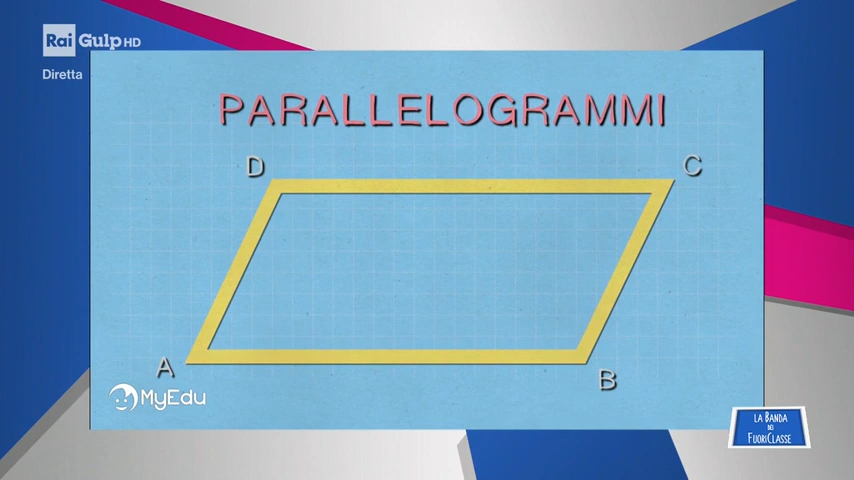 Rai Gulp HD
Diretta
PARALLELOGRAMMI
D
C
A
B
MyEdu
LA BANDA
DEI
FUORICLASSE